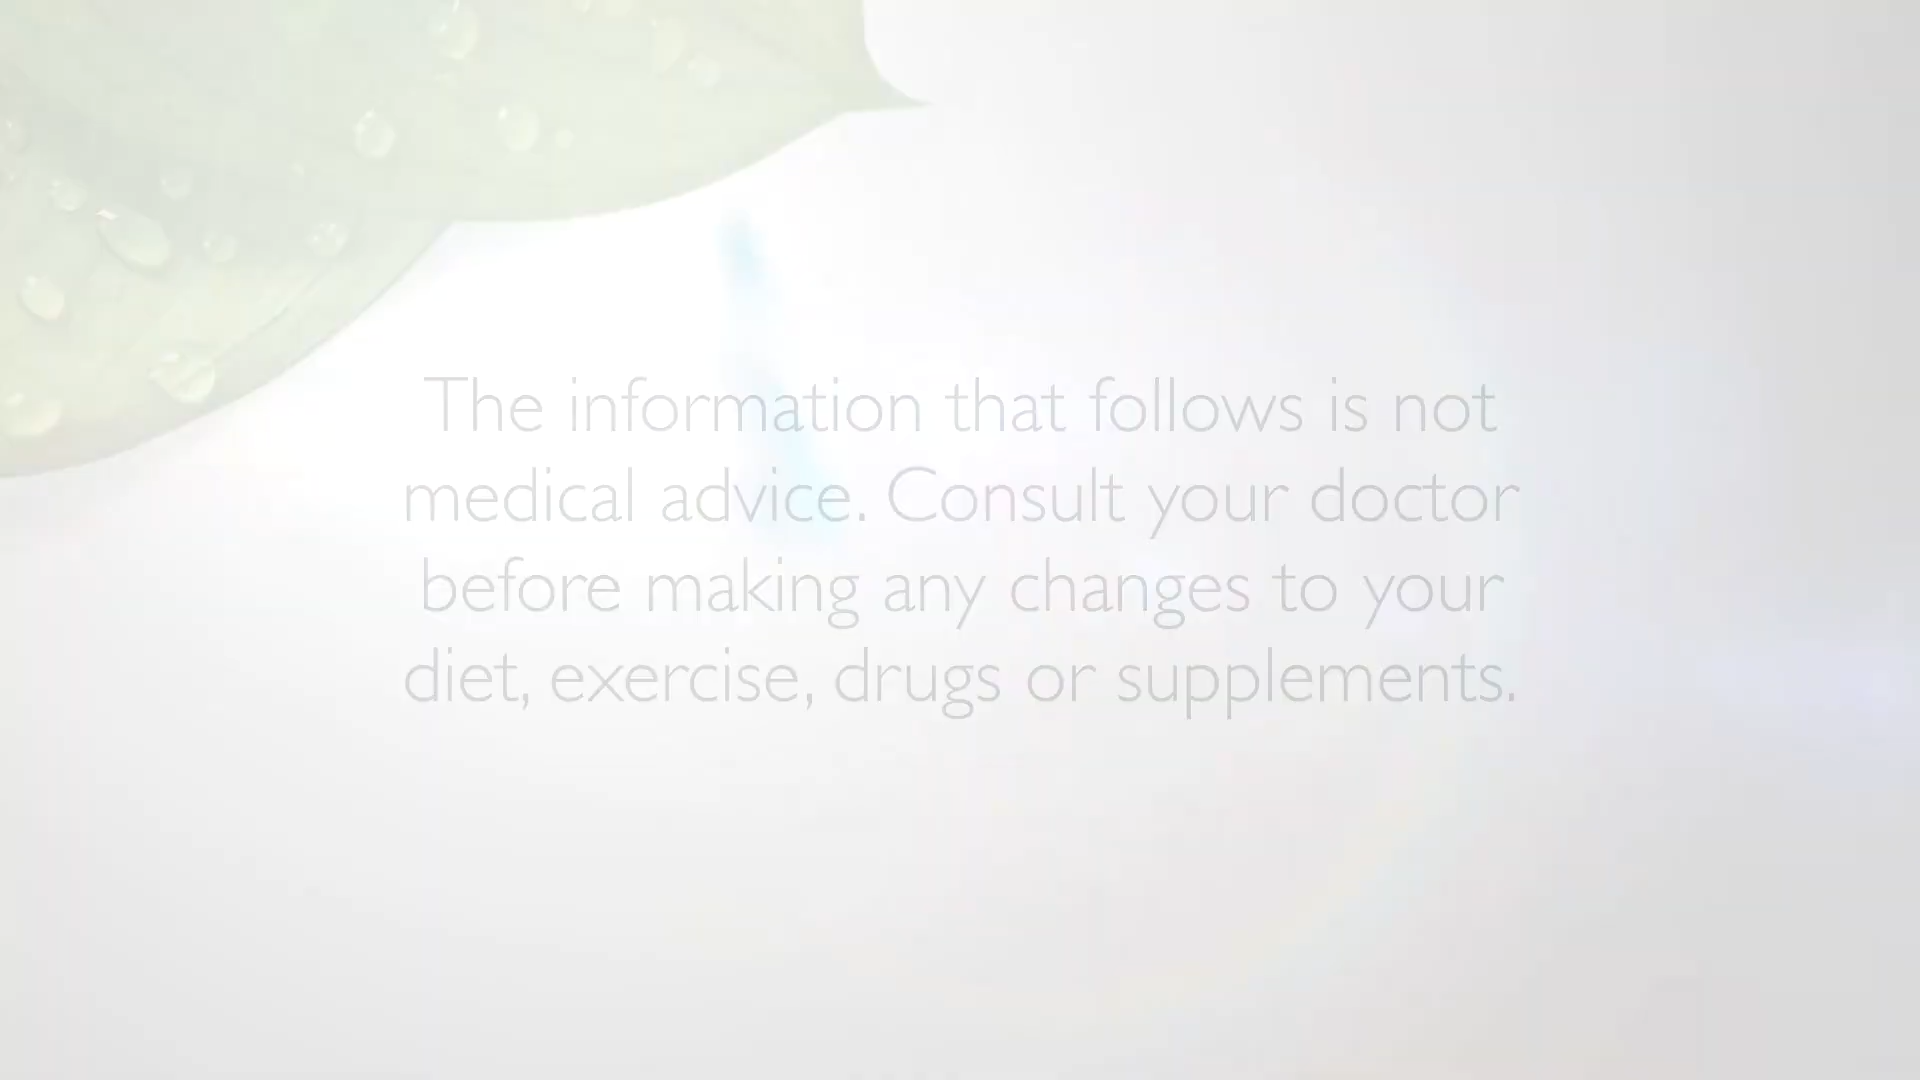 The information that follows is not
medical advice. Consult your doctor
before making any changes to your
diet, exercise, drugs or supplements.